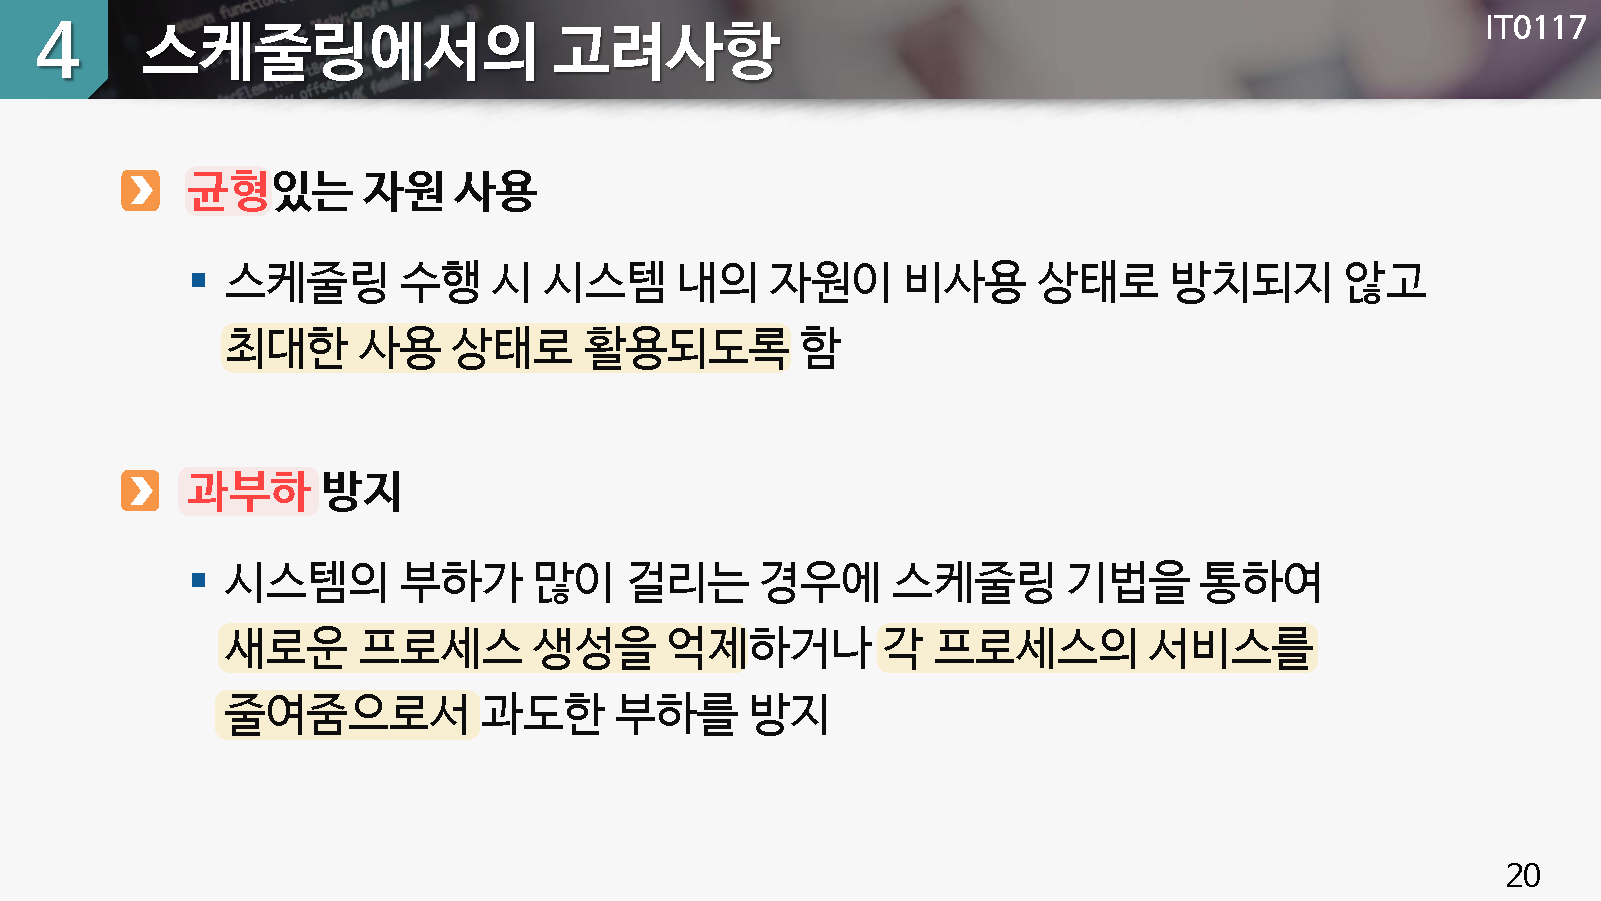 4 스케줄링에서의 고려사항
IT0117
균형있는 자원 사용
스케줄링 수행 시 시스템 내의 자원이 비사용 상태로 방치되지 않고
최대한 사용 상태로 활용되도록 함
과부하 방지
시스템의 부하가 많이 걸리는 경우에 스케줄링 기법을 통하여
새로운 프로세스 생성을 억제하거나 각 프로세스의 서비스를
줄여줌으로서 과도한 부하를 방지
20